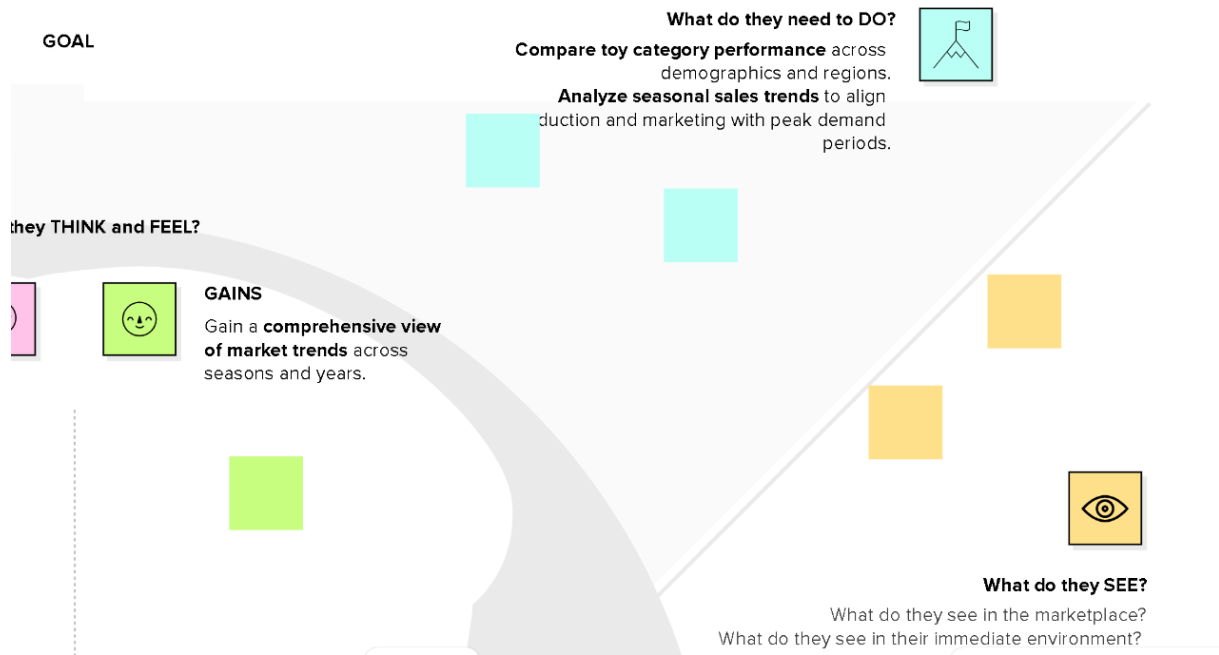 GOAL
What do they need to DO?
Compare toy category performance across
demographics and regions.
Analyze seasonal sales trends to align
duction and marketing with peak demand
periods.
they THINK and FEEL?
GAINS
Gain a comprehensive view
of market trends across
seasons and years.
What do they SEE?
What do they see in the marketplace?
What do they see in their immediate environment?